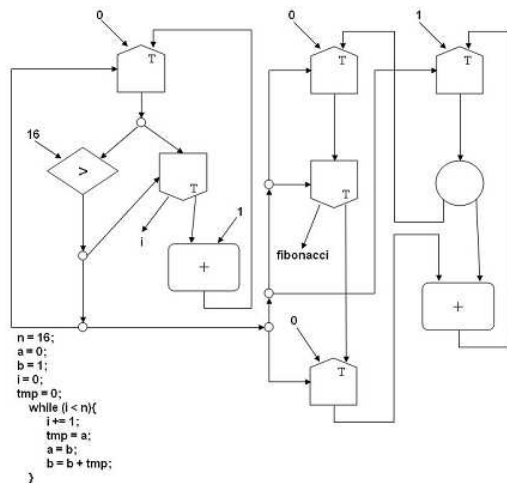 0
0
1
T
T
T
16
>
T
T
i
1
+
fibonacci
+
0
T
n = 16;
a = 0;
b = 1;
i = 0;
tmp = 0;
while (i < n){
i += 1;
tmp = a;
a = b;
b = b + tmp;
}